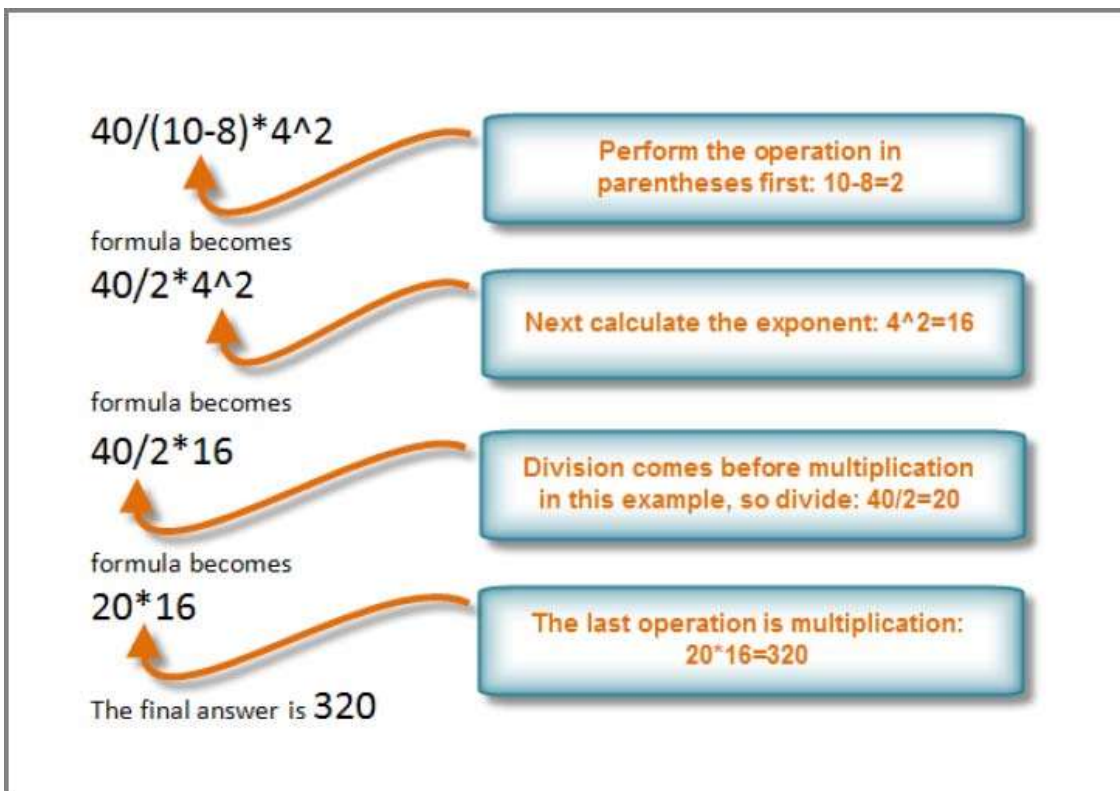 40/(10-8)*4^2
Perform the operation in
parentheses first: 10-8=2
formula becomes
40/2*4^2
Next calculate the exponent: 4^2=16
formula becomes
40/2*16
Division comes before multiplication
in this example, so divide: 40/2=20
formula becomes
20*16
The last operation is multiplication:
20*16=320
The final answer is 320